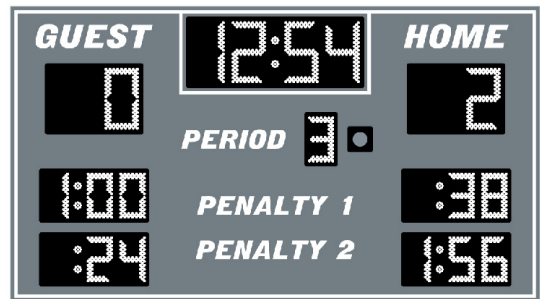 GUEST 12:54 HOME
0 2
PERIOD 3
1:00 PENALTY 1 :38
:24 PENALTY 2 1:56